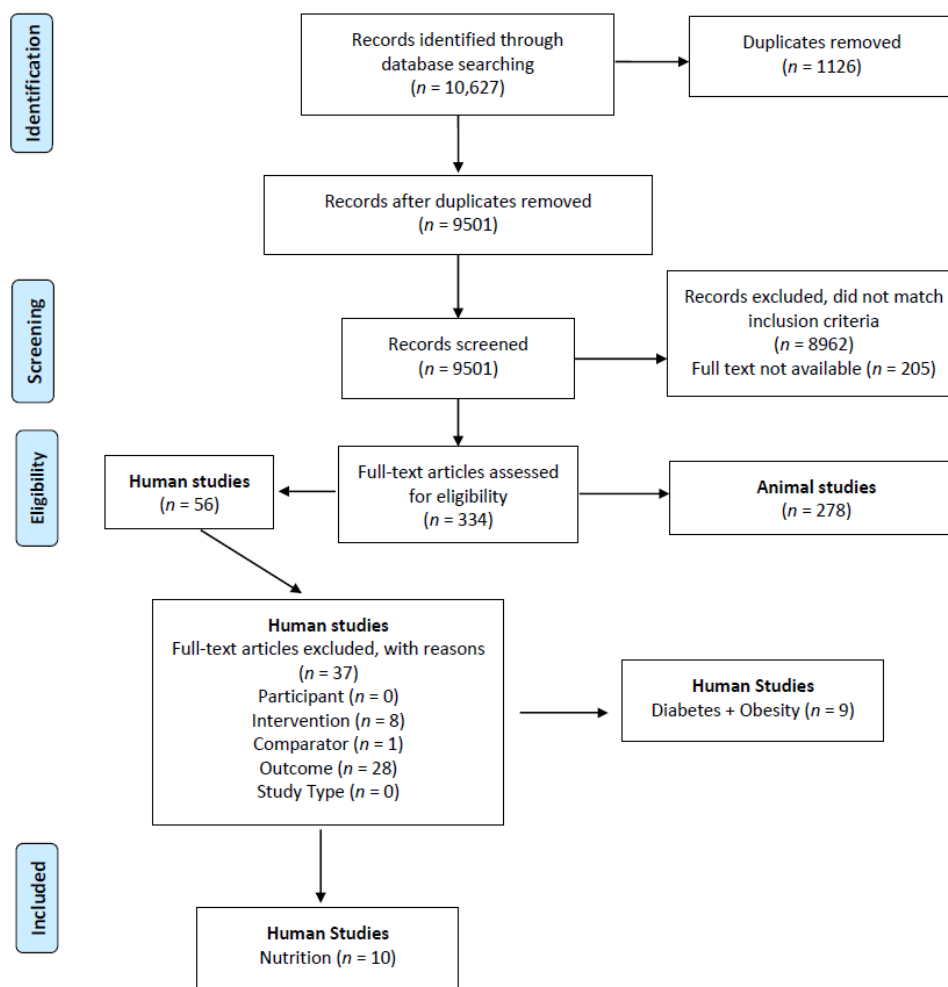 Identification
Records identified through
database searching
(n = 10,627)
Duplicates removed
(n = 1126)
Records after duplicates removed
(n = 9501)
Screening
Records screened
(n = 9501)
Records excluded, did not match
inclusion criteria
(n = 8962)
Full text not available (n = 205)
Eligibility
Human studies
(n = 56)
Full-text articles assessed
for eligibility
(n = 334)
Animal studies
(n = 278)
Human studies
Full-text articles excluded, with reasons
(n = 37)
Participant (n = 0)
Intervention (n = 8)
Comparator (n = 1)
Outcome (n = 28)
Study Type (n = 0)
Human Studies
Diabetes + Obesity (n = 9)
Included
Human Studies
Nutrition (n = 10)